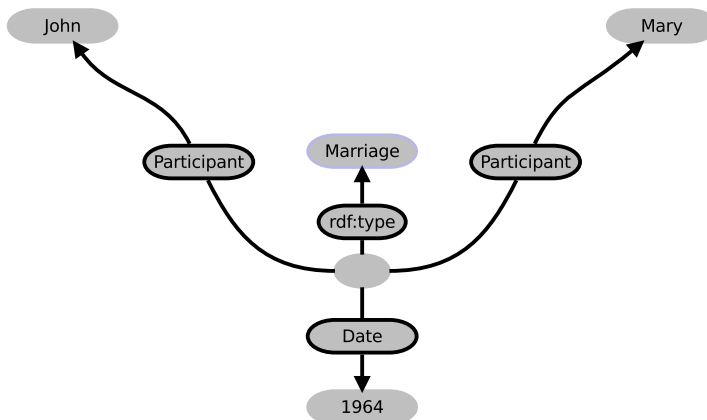 John
Mary
Marriage
Participant
Participant
rdf:type
Date
1964